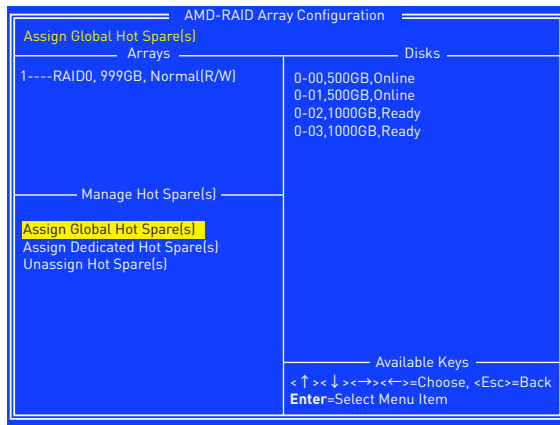 AMD-RAID Array Configuration
Assign Global Hot Spare(s)
Arrays
1----RAID0, 999GB, Normal(R/W)
Disks
0-00,500GB,Online
0-01,500GB,Online
0-02,1000GB,Ready
0-03,1000GB,Ready
Manage Hot Spare(s)
Assign Global Hot Spare(s)
Assign Dedicated Hot Spare(s)
Unassign Hot Spare(s)
Available Keys
<↑><↓><→><←>=Choose, <Esc>=Back
Enter=Select Menu Item